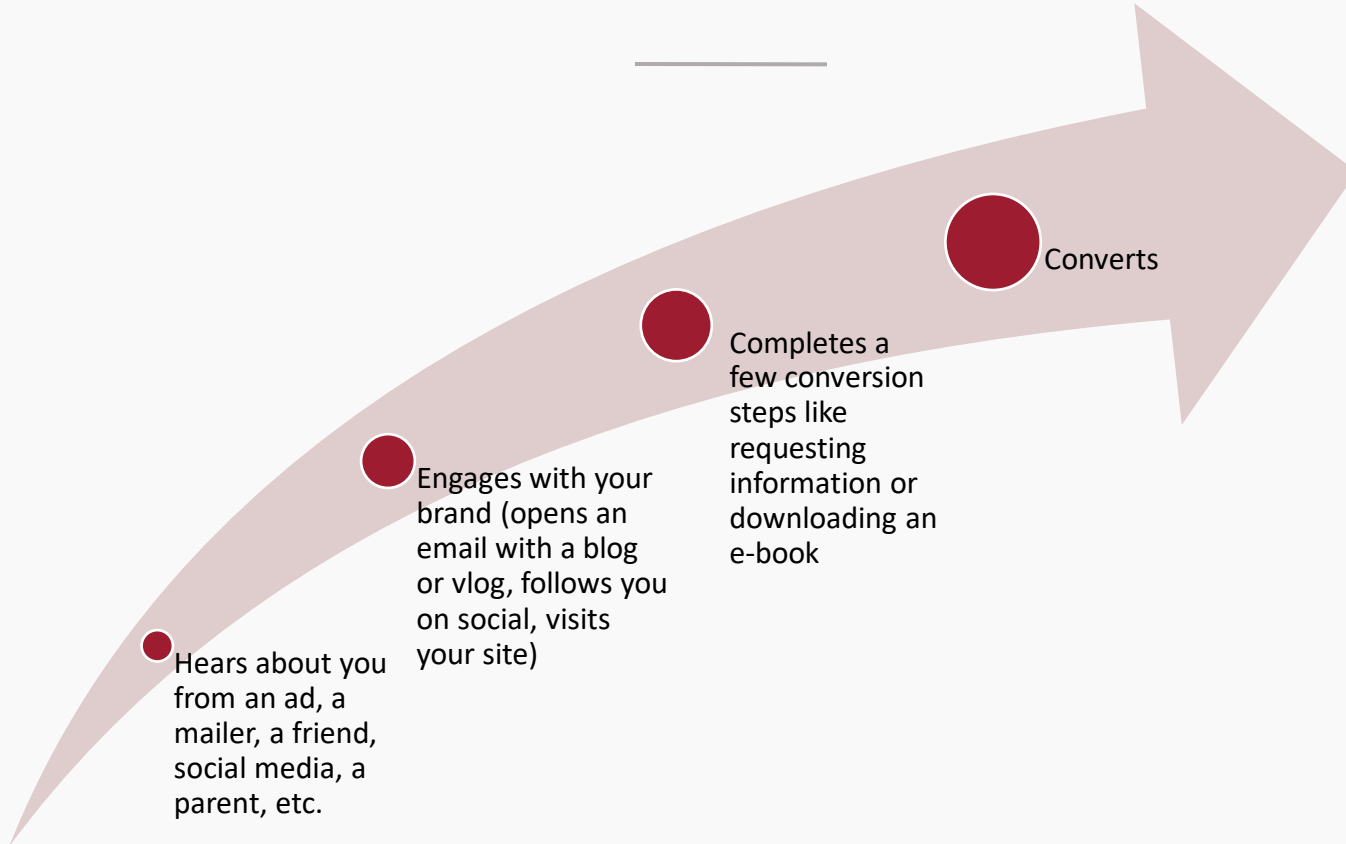 Hears about you
from an ad, a
mailer, a friend,
social media, a
parent, etc.
Engages with your
brand (opens an
email with a blog
or vlog, follows you
on social, visits
your site)
Completes a
few conversion
steps like
requesting
information or
downloading an
e-book
Converts